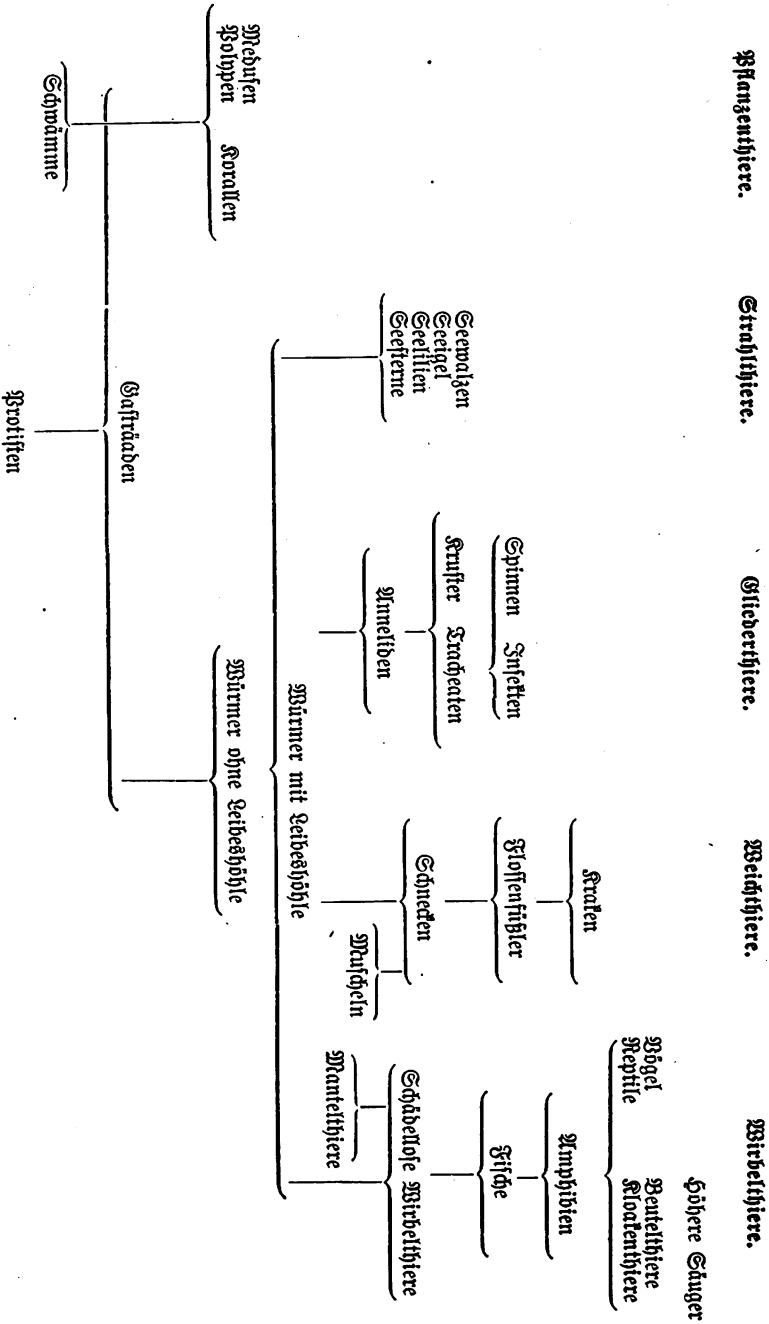 Pflanzenthiere.
Strahlthiere.
Gliederthiere.
Weichthiere.
Wirbelthiere.
Höhere Säuger
Vögel
Reptile
Beutelthiere
Kloakenthiere
Kraken
Amphibien
Spinnen Insekten
Flossenfüßler
Fische
Seewalzen
Seeigel
Seelilien
Seesterne
Kruster Tracheaten
Schnecken
Schädellose Wirbelthiere
Anneliden
Muscheln
Mantelthiere
Würmer mit Leibeshöhle
Medusen
Polypen
Korallen
Würmer ohne Leibeshöhle
Gasträaden
Schwämme
Protisten